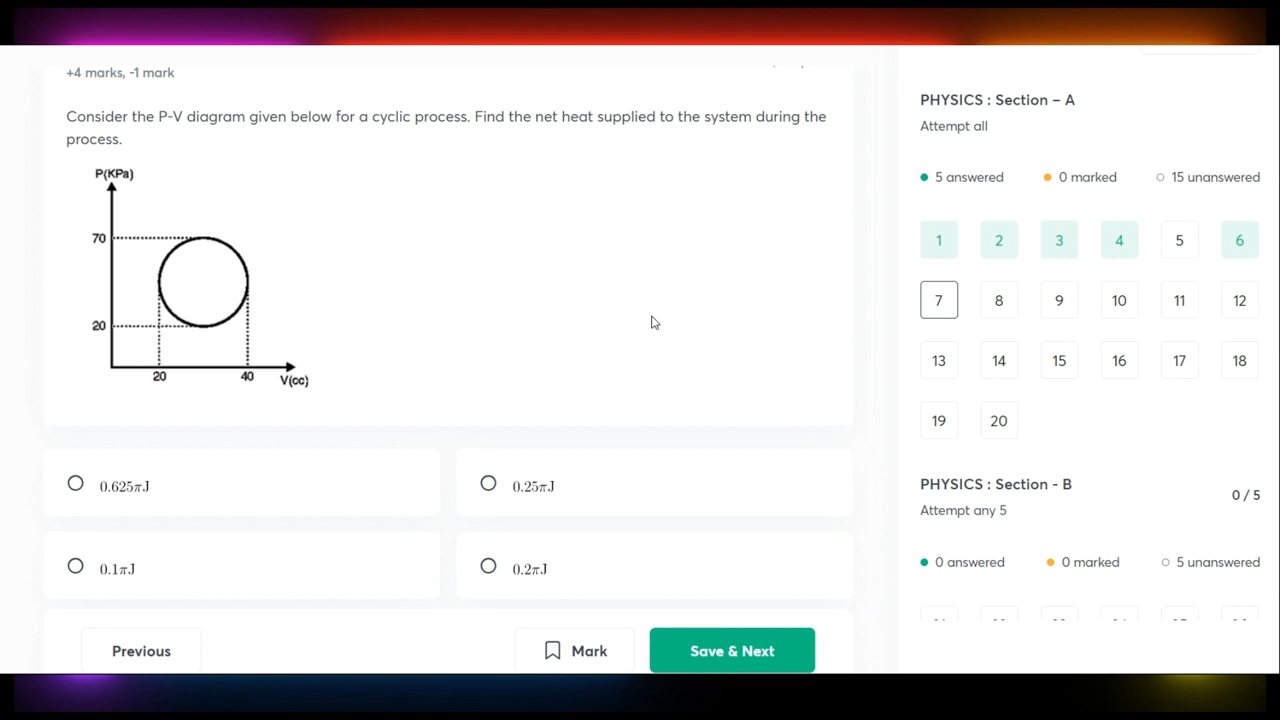 +4 marks, -1 mark
Consider the P-V diagram given below for a cyclic process. Find the net heat supplied to the system during the
process.
P(KPa)
70
20
20 40 V(cc)
0.625πJ
0.25πJ
0.1πJ
0.2πJ
Previous
Mark
Save & Next
PHYSICS : Section – A
Attempt all
5 answered 0 marked 15 unanswered
1 2 3 4 5 6
7 8 9 10 11 12
13 14 15 16 17 18
19 20
PHYSICS : Section - B
0 / 5
Attempt any 5
0 answered 0 marked 5 unanswered